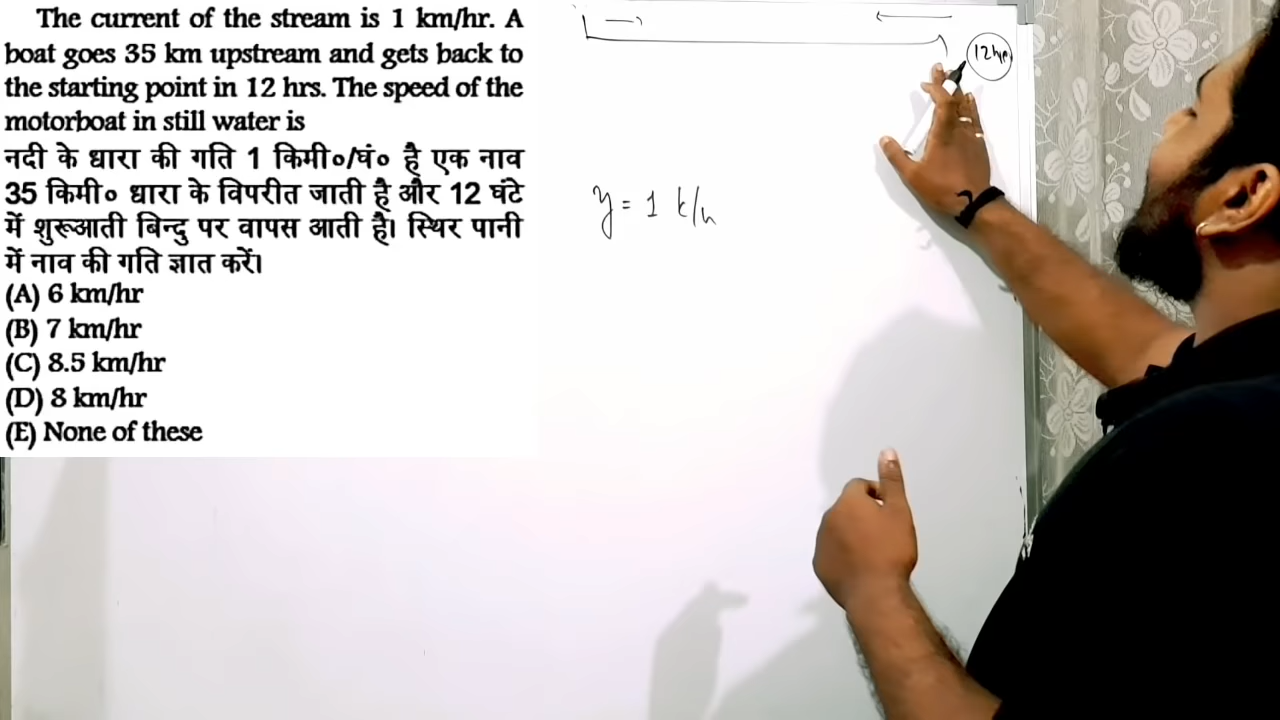 The current of the stream is 1 km/hr. A
boat goes 35 km upstream and gets back to
the starting point in 12 hrs. The speed of the
motorboat in still water is
नदी के धारा की गति 1 किमी०/घं० है एक नाव
35 किमी० धारा के विपरीत जाती है और 12 घंटे
में शुरूआती बिन्दु पर वापस आती है। स्थिर पानी
में नाव की गति ज्ञात करें।
(A) 6 km/hr
(B) 7 km/hr
(C) 8.5 km/hr
(D) 8 km/hr
(E) None of these
12hr
y = 1 k/h